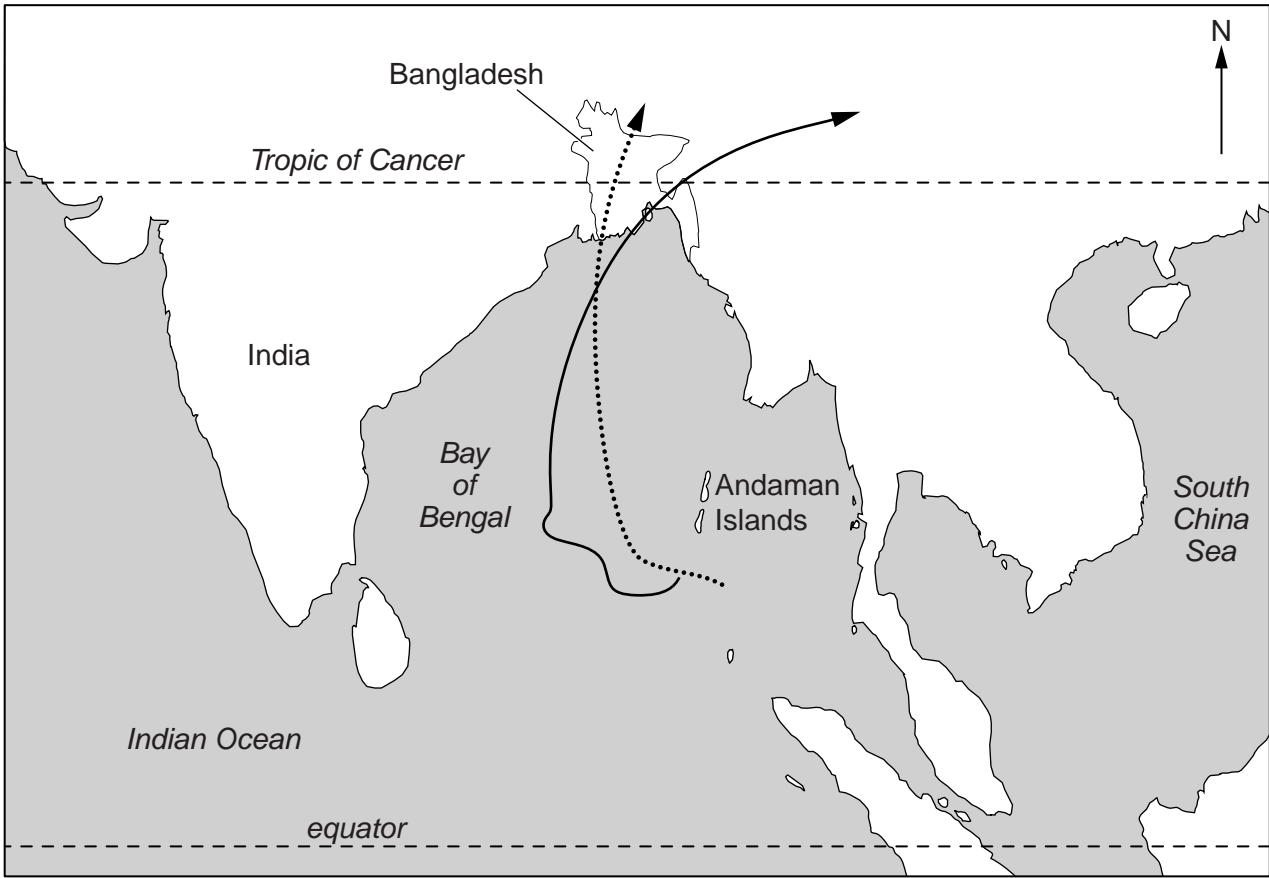 N
Bangladesh
Tropic of Cancer
India
Bay
of
Bengal
Andaman
Islands
South
China
Sea
Indian Ocean
equator